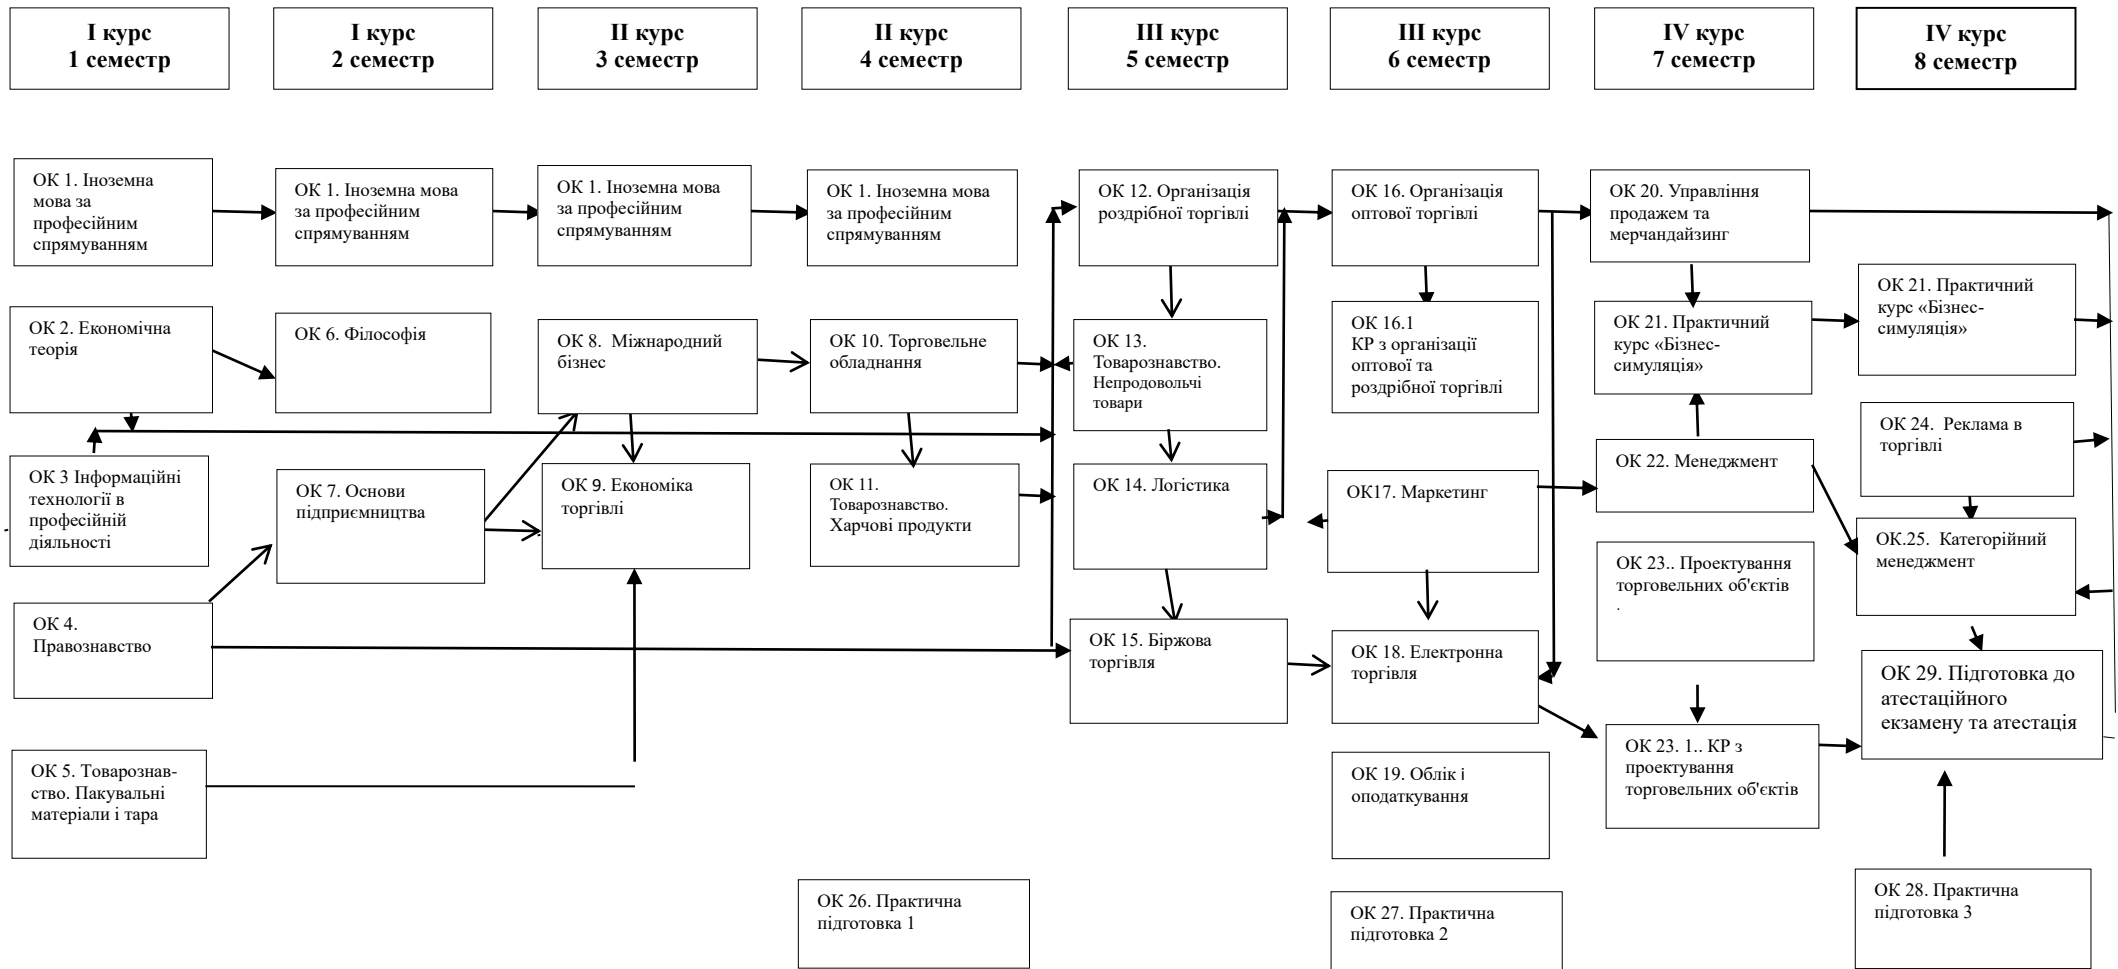 І курс
1 семестр
І курс
2 семестр
ІІ курс
3 семестр
ІІ курс
4 семестр
ІІІ курс
5 семестр
ІІІ курс
6 семестр
ІV курс
7 семестр
ІV курс
8 семестр
ОК 1. Іноземна
мова за
професійним
спрямуванням
ОК 1. Іноземна мова
за професійним
спрямуванням
ОК 1. Іноземна мова
за професійним
спрямуванням
ОК 1. Іноземна мова
за професійним
спрямуванням
ОК 12. Організація
роздрібної торгівлі
ОК 16. Організація
оптової торгівлі
ОК 20. Управління
продажем та
мерчандайзинг
ОК 2. Економічна
теорія
ОК 6. Філософія
ОК 8. Міжнародний
бізнес
ОК 10. Торговельне
обладнання
ОК 13.
Товарознавство.
Непродовольчі
товари
ОК 16.1
КР з організації
оптової та
роздрібної торгівлі
ОК 21. Практичний
курс «Бізнес-
симуляція»
ОК 21. Практичний
курс «Бізнес-
симуляція»
ОК 3 Інформаційні
технології в
професійній
діяльності
ОК 7. Основи
підприємництва
ОК 9. Економіка
торгівлі
ОК 11.
Товарознавство.
Харчові продукти
ОК 14. Логістика
ОК17. Маркетинг
ОК 22. Менеджмент
ОК 24. Реклама в
торгівлі
ОК 4.
Правознавство
ОК 15. Біржова
торгівля
ОК 18. Електронна
торгівля
ОК 23.. Проектування
торговельних об'єктів
.
ОК.25. Категорійний
менеджмент
ОК 5. Товарознав-
ство. Пакувальні
матеріали і тара
ОК 19. Облік і
оподаткування
ОК 23. 1.. КР з
проектування
торговельних об'єктів
ОК 29. Підготовка до
атестаційного
екзамену та атестація
ОК 26. Практична
підготовка 1
ОК 27. Практична
підготовка 2
ОК 28. Практична
підготовка 3